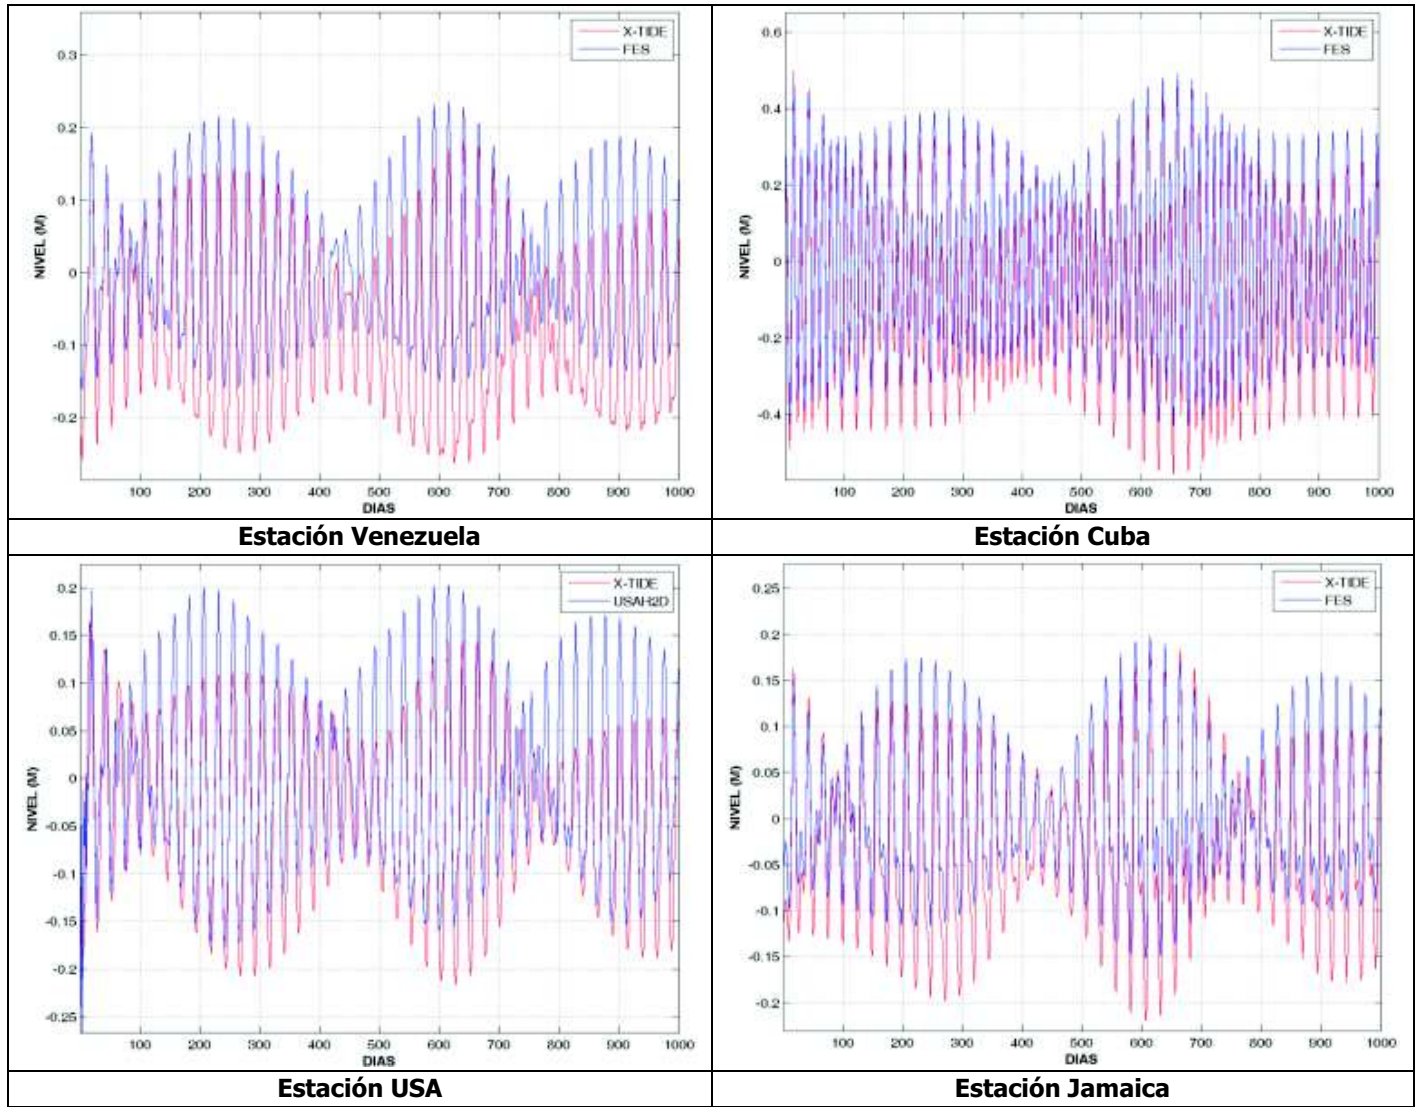 X-TIDE
FES
0.3
0.2
0.1
0
-0.1
-0.2
NIVEL (M)
100 200 300 400 500 600 700 800 900 1000
DIAS
Estación Venezuela
X-TIDE
FES
0.6
0.4
0.2
0
-0.2
-0.4
NIVEL (M)
100 200 300 400 500 600 700 800 900 1000
DIAS
Estación Cuba
X-TIDE
USAH2D
0.2
0.15
0.1
0.05
0
-0.05
-0.1
-0.15
-0.2
-0.25
NIVEL (M)
100 200 300 400 500 600 700 800 900 1000
DIAS
Estación USA
X-TIDE
FES
0.25
0.2
0.15
0.1
0.05
0
-0.05
-0.1
-0.15
-0.2
NIVEL (M)
100 200 300 400 500 600 700 800 900 1000
DIAS
Estación Jamaica